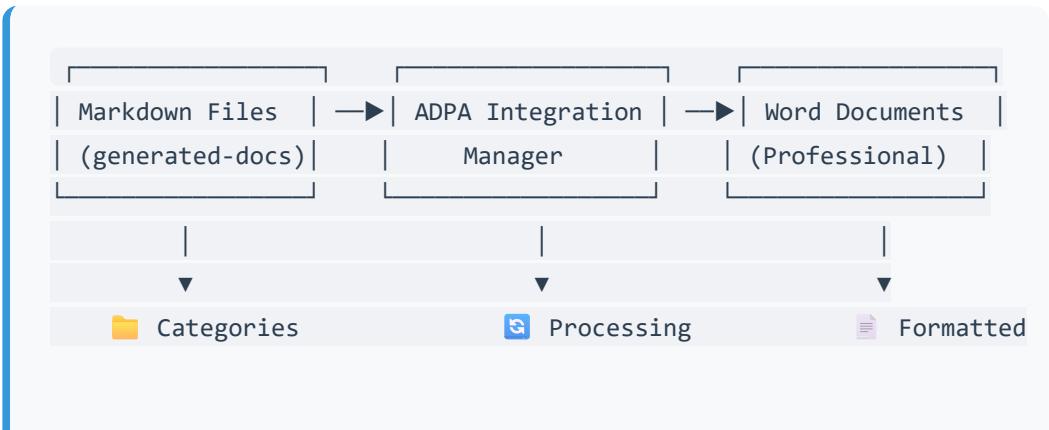 Markdown Files ──▶ ADPA Integration ──▶ Word Documents
(generated-docs) Manager (Professional)
▼ ▼ ▼
📁 Categories 🔄 Processing 📄 Formatted